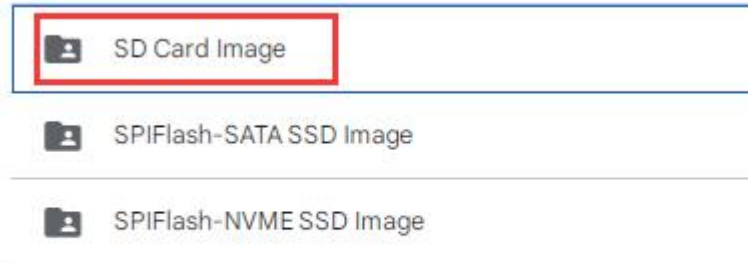 SD Card Image
SPIFlash-SATA SSD Image
SPIFlash-NVME SSD Image